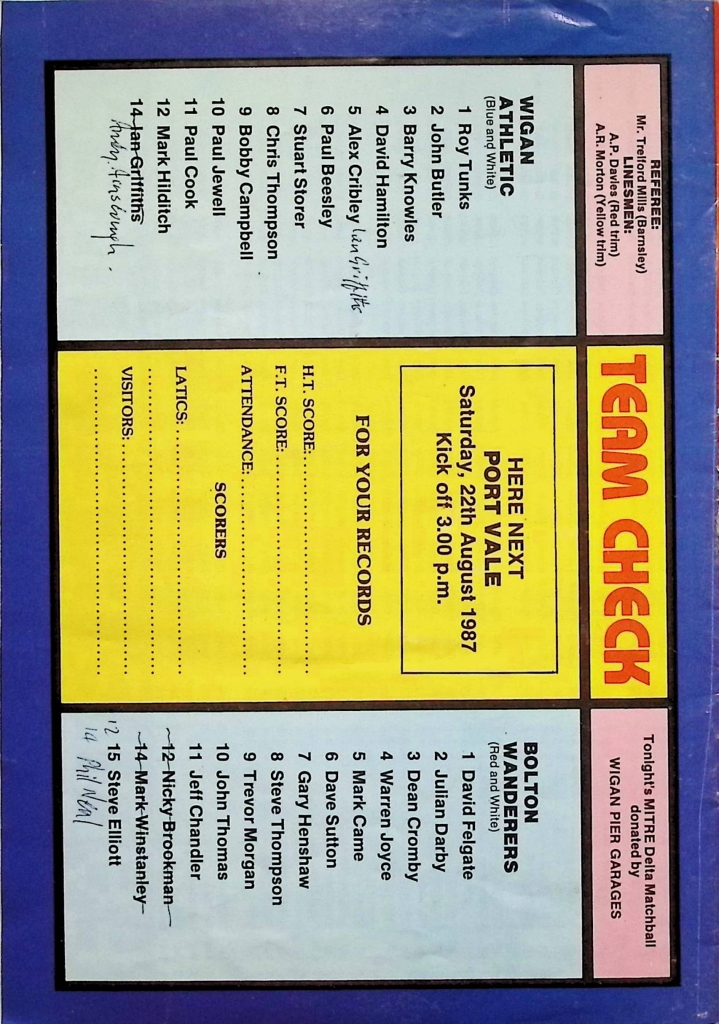 REFEREE:
Mr. Trelford Mills (Barnsley)
LINESMEN:
A.P. Davies (Red trim)
A.R. Morton (Yellow trim)
TEAM CHECK
Tonight's MITRE Delta Matchball
donated by
WIGAN PIER GARAGES
WIGAN
ATHLETIC
(Blue and White)
1 Roy Tunks
2 John Butler
3 Barry Knowles
4 David Hamilton
5 Alex Cribley Ian Griffiths
6 Paul Beesley
7 Stuart Storer
8 Chris Thompson
9 Bobby Campbell
10 Paul Jewell
11 Paul Cook
12 Mark Hilditch
14 Ian Griffiths
Andy
HERE NEXT
PORT VALE
Saturday, 22th August 1987
Kick off 3.00 p.m.
FOR YOUR RECORDS
H.T. SCORE:
F.T. SCORE:
ATTENDANCE:
SCORERS
LATICS:
VISITORS:
BOLTON
WANDERERS
(Red and White)
1 David Felgate
2 Julian Darby
3 Dean Cromby
4 Warren Joyce
5 Mark Came
6 Dave Sutton
7 Gary Henshaw
8 Steve Thompson
9 Trevor Morgan
10 John Thomas
11 Jeff Chandler
12 Nicky Brookman
14 Mark Winstanley
12 15 Steve Elliott
14 Phil Neal